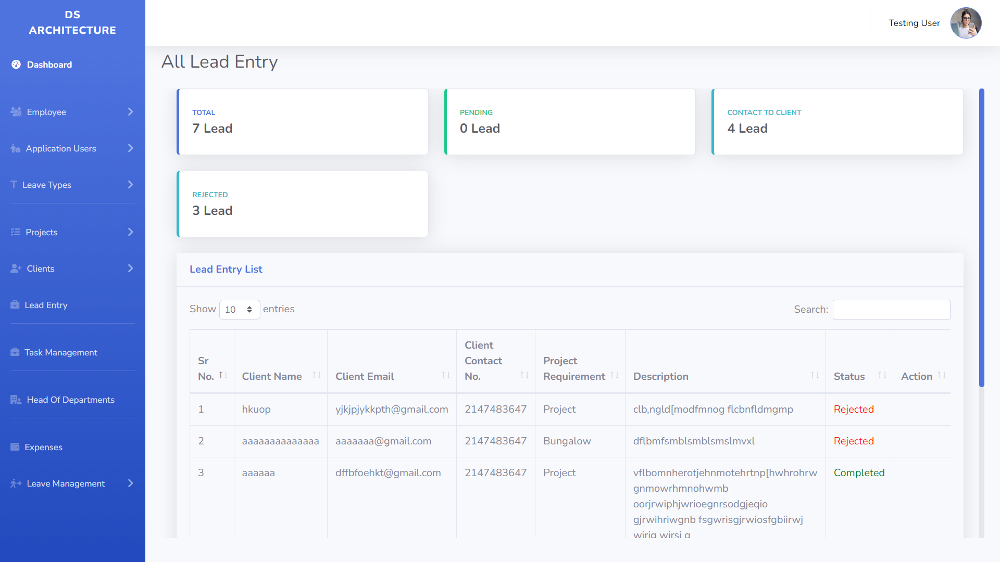 DS
ARCHITECTURE
Dashboard
Employee
Application Users
Leave Types
Projects
Clients
Lead Entry
Task Management
Head Of Departments
Expenses
Leave Management
Testing User
All Lead Entry
TOTAL
7 Lead
PENDING
0 Lead
CONTACT TO CLIENT
4 Lead
REJECTED
3 Lead
Lead Entry List
Show 10 entries
Search:
Sr No. Client Name Client Email Client Contact No. Project Requirement Description Status Action
1 hkuop yjkjpjykkpth@gmail.com 2147483647 Project clb,ngld[modfmnog flcbnfldmgmp Rejected
2 aaaaaaaaaaaaaa aaaaaaa@gmail.com 2147483647 Bungalow dflbmfsmblsmblsmslmvxl Rejected
3 aaaaaa dffbfoehkt@gmail.com 2147483647 Project vflbomnherotjehnmotehrtnp[hwhrohrw Completed
gnmowrhmnohwmb
oorjrwiphjwrioegnrsodgjeqio
gjrwihriwgnb fsgwrisgjrwiosfgbiirwj